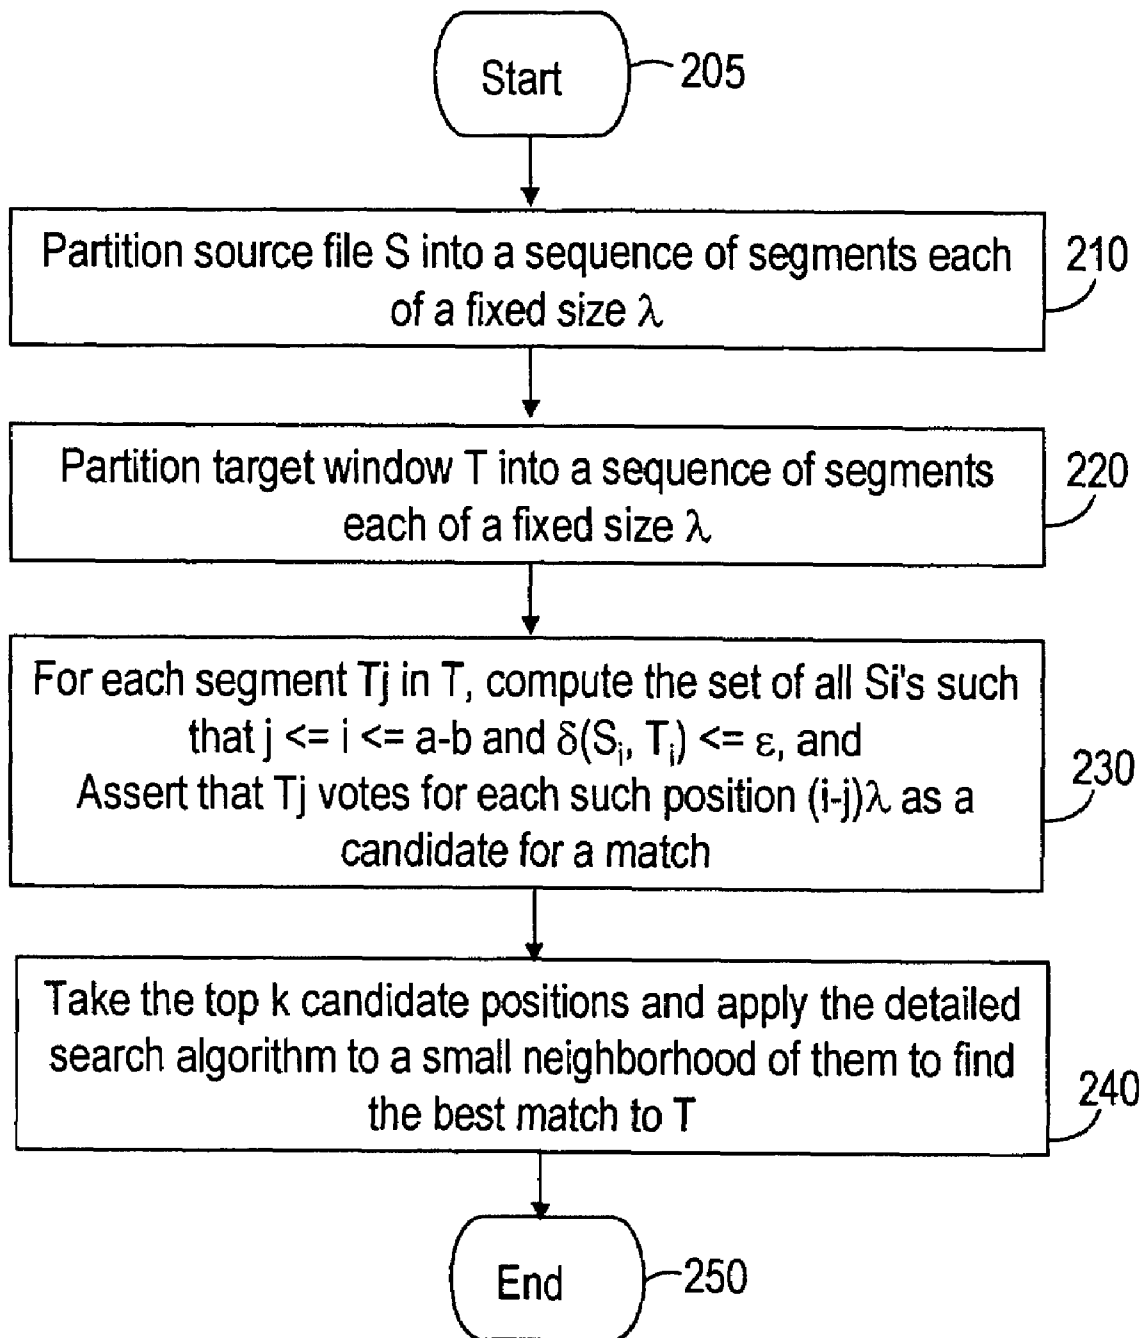 Start
205
Partition source file S into a sequence of segments each
of a fixed size λ
210
Partition target window T into a sequence of segments
each of a fixed size λ
220
For each segment Tj in T, compute the set of all Si's such
that j <= i <= a-b and δ(Sᵢ, Tᵢ) <= ε, and
Assert that Tj votes for each such position (i-j)λ as a
candidate for a match
230
Take the top k candidate positions and apply the detailed
search algorithm to a small neighborhood of them to find
the best match to T
240
End
250